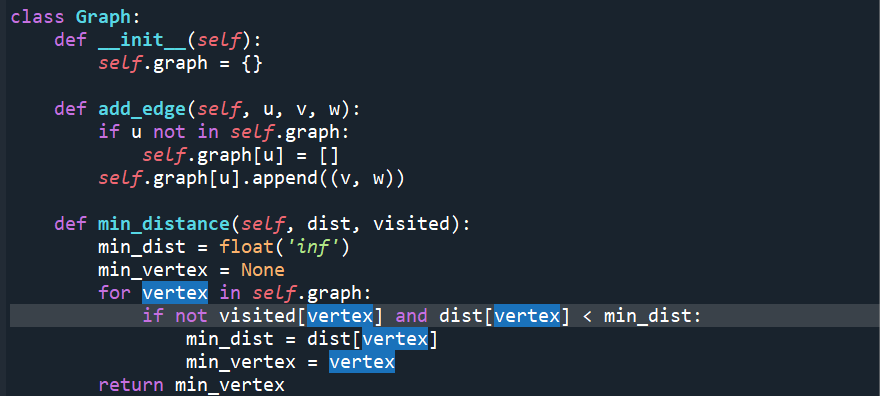 class Graph:
    def __init__(self):
        self.graph = {}

    def add_edge(self, u, v, w):
        if u not in self.graph:
            self.graph[u] = []
        self.graph[u].append((v, w))

    def min_distance(self, dist, visited):
        min_dist = float('inf')
        min_vertex = None
        for vertex in self.graph:
            if not visited[vertex] and dist[vertex] < min_dist:
                min_dist = dist[vertex]
                min_vertex = vertex
        return min_vertex